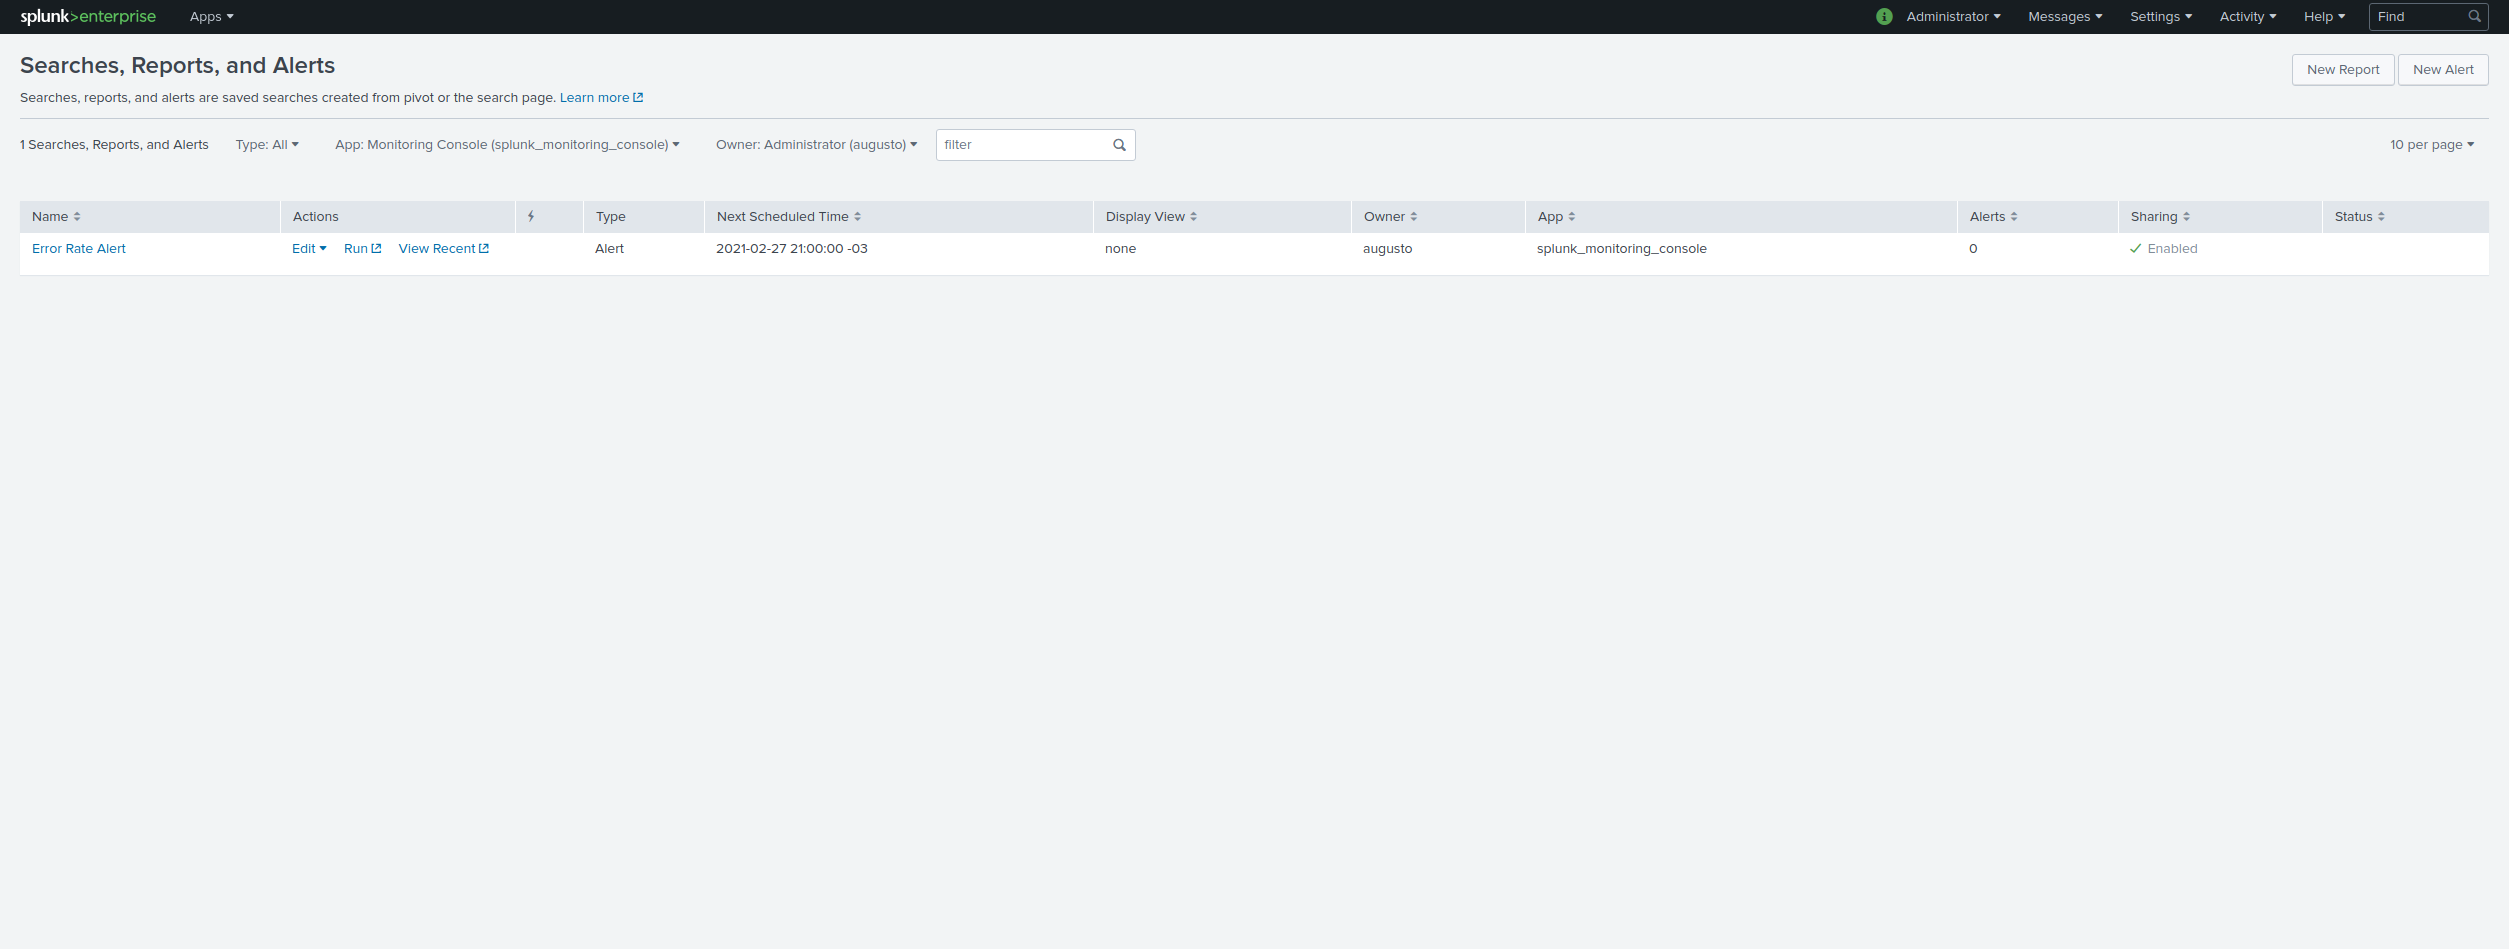 splunk>enterprise Apps Administrator Messages Settings Activity Help Find
Searches, Reports, and Alerts
New Report New Alert
Searches, reports, and alerts are saved searches created from pivot or the search page. Learn more
1 Searches, Reports, and Alerts Type: All App: Monitoring Console (splunk_monitoring_console) Owner: Administrator (augusto) filter 10 per page
Name Actions Type Next Scheduled Time Display View Owner App Alerts Sharing Status
Error Rate Alert Edit Run View Recent Alert 2021-02-27 21:00:00 -03 none augusto splunk_monitoring_console 0 Enabled